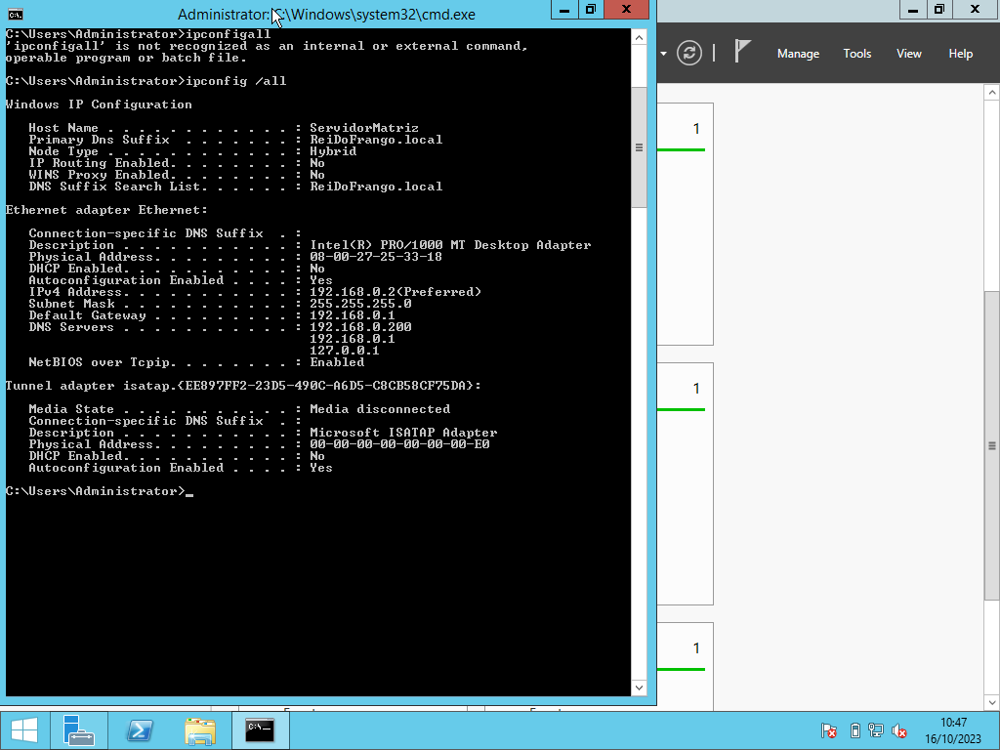 Administrator: C:\Windows\system32\cmd.exe
C:\Users\Administrator>ipconfigall
'ipconfigall' is not recognized as an internal or external command,
operable program or batch file.
C:\Users\Administrator>ipconfig /all
Windows IP Configuration
Host Name . . . . . . . . . . . . : ServidorMatriz
Primary Dns Suffix  . . . . . . . : ReiDoFrango.local
Node Type . . . . . . . . . . . . : Hybrid
IP Routing Enabled. . . . . . . . : No
WINS Proxy Enabled. . . . . . . . : No
DNS Suffix Search List. . . . . . : ReiDoFrango.local
Ethernet adapter Ethernet:
Connection-specific DNS Suffix  . :
Description . . . . . . . . . . . : Intel(R) PRO/1000 MT Desktop Adapter
Physical Address. . . . . . . . . : 08-00-27-25-33-18
DHCP Enabled. . . . . . . . . . . : No
Autoconfiguration Enabled . . . . : Yes
IPv4 Address. . . . . . . . . . . : 192.168.0.2(Preferred)
Subnet Mask . . . . . . . . . . . : 255.255.255.0
Default Gateway . . . . . . . . . : 192.168.0.1
DNS Servers . . . . . . . . . . . : 192.168.0.200
192.168.0.1
127.0.0.1
NetBIOS over Tcpip. . . . . . . . : Enabled
Tunnel adapter isatap.{EE897FF2-23D5-490C-A6D5-C8CB58CF75DA}:
Media State . . . . . . . . . . . : Media disconnected
Connection-specific DNS Suffix  . :
Description . . . . . . . . . . . : Microsoft ISATAP Adapter
Physical Address. . . . . . . . . : 00-00-00-00-00-00-00-E0
DHCP Enabled. . . . . . . . . . . : No
Autoconfiguration Enabled . . . . : Yes
C:\Users\Administrator>_
Manage Tools View Help
1
1
1
10:47
16/10/2023